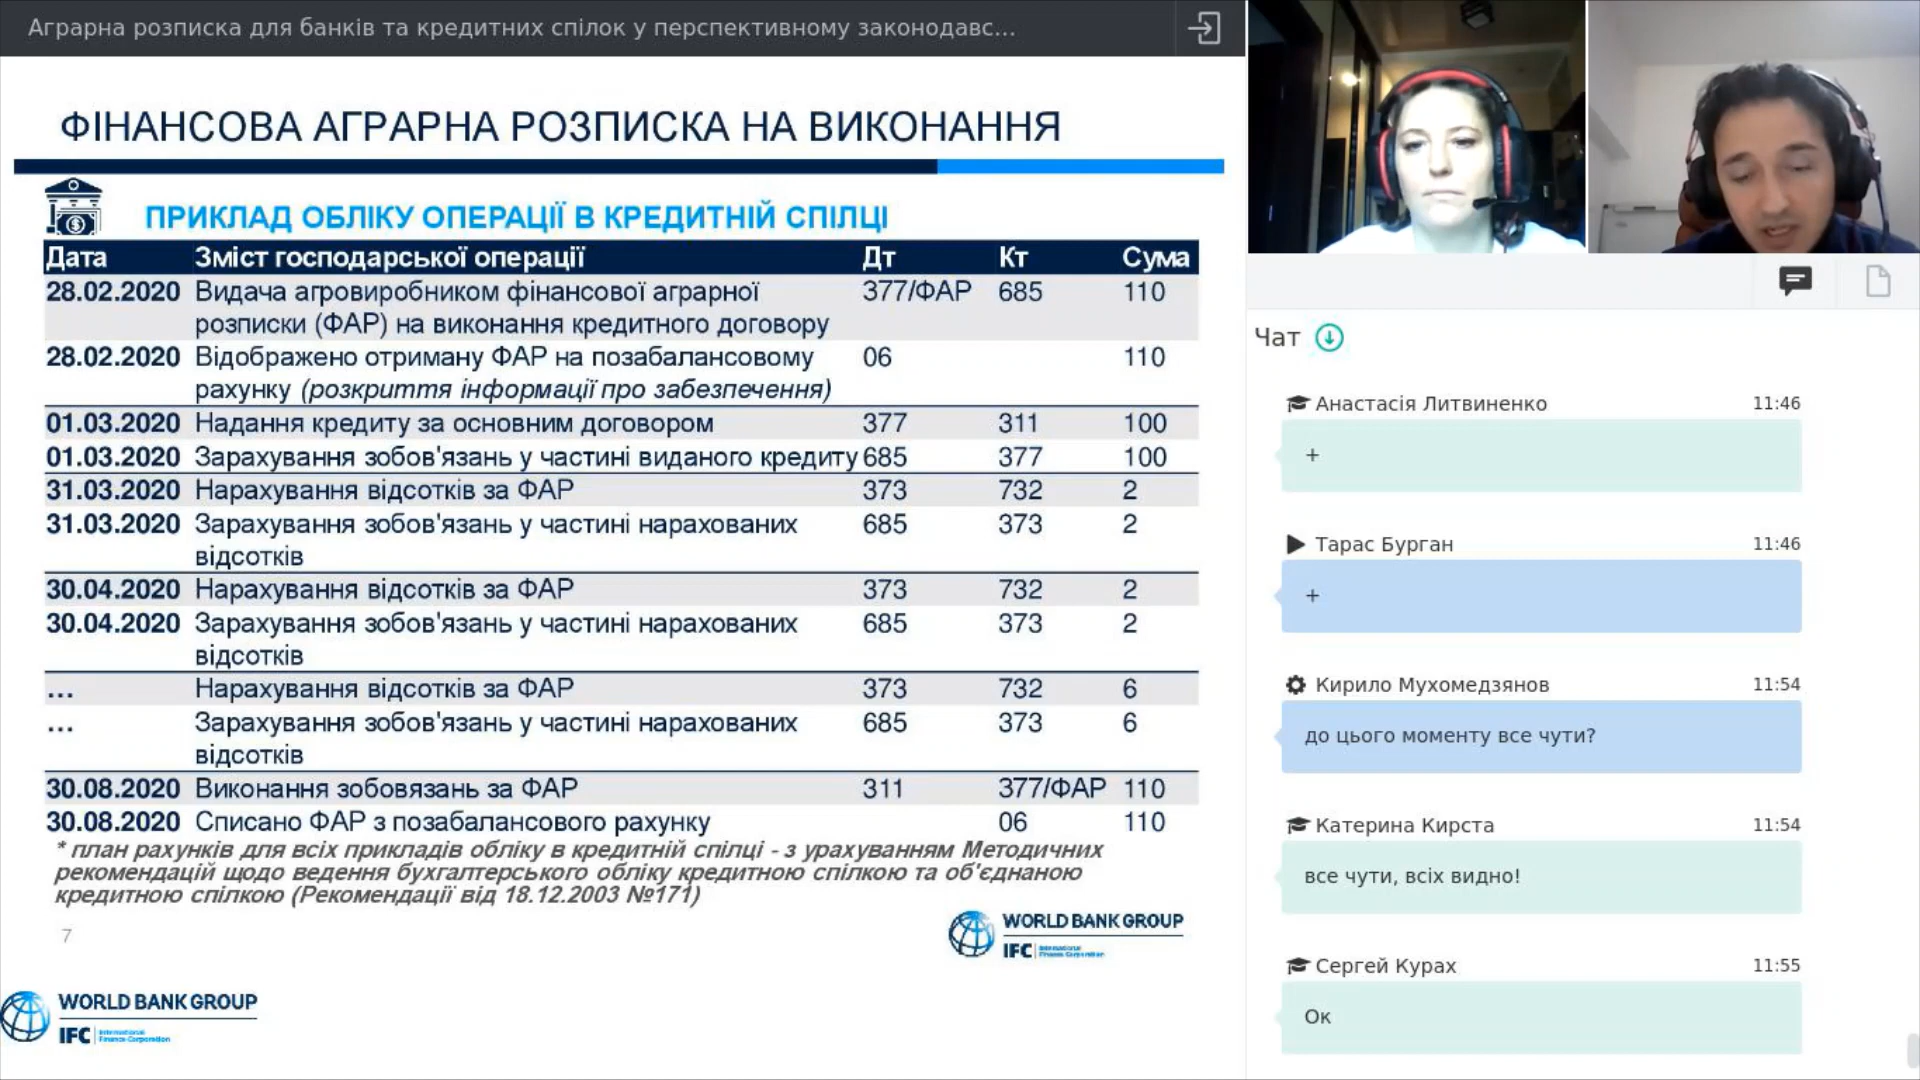 Аграрна розписка для банків та кредитних спілок у перспективному законодавс...
ФІНАНСОВА АГРАРНА РОЗПИСКА НА ВИКОНАННЯ
ПРИКЛАД ОБЛІКУ ОПЕРАЦІЇ В КРЕДИТНІЙ СПІЛЦІ
Дата Зміст господарської операції Дт Кт Сума
28.02.2020 Видача агровиробником фінансової аграрної 377/ФАР 685 110
розписки (ФАР) на виконання кредитного договору
28.02.2020 Відображено отриману ФАР на позабалансовому 06 110
рахунку (розкриття інформації про забезпечення)
01.03.2020 Надання кредиту за основним договором 377 311 100
01.03.2020 Зарахування зобов'язань у частині виданого кредиту 685 377 100
31.03.2020 Нарахування відсотків за ФАР 373 732 2
31.03.2020 Зарахування зобов'язань у частині нарахованих 685 373 2
відсотків
30.04.2020 Нарахування відсотків за ФАР 373 732 2
30.04.2020 Зарахування зобов'язань у частині нарахованих 685 373 2
відсотків
... Нарахування відсотків за ФАР 373 732 6
... Зарахування зобов'язань у частині нарахованих 685 373 6
відсотків
30.08.2020 Виконання зобовязань за ФАР 311 377/ФАР 110
30.08.2020 Списано ФАР з позабалансового рахунку 06 110
* план рахунків для всіх прикладів обліку в кредитній спілці - з урахуванням Методичних
рекомендацій щодо ведення бухгалтерського обліку кредитною спілкою та об'єднаною
кредитною спілкою (Рекомендації від 18.12.2003 №171)
7
WORLD BANK GROUP
IFC International
Finance Corporation
WORLD BANK GROUP
IFC International
Finance Corporation
Чат
Анастасія Литвиненко 11:46
+
Тарас Бурган 11:46
+
Кирило Мухомедзянов 11:54
до цього моменту все чути?
Катерина Кирста 11:54
все чути, всіх видно!
Сергей Курах 11:55
Ок